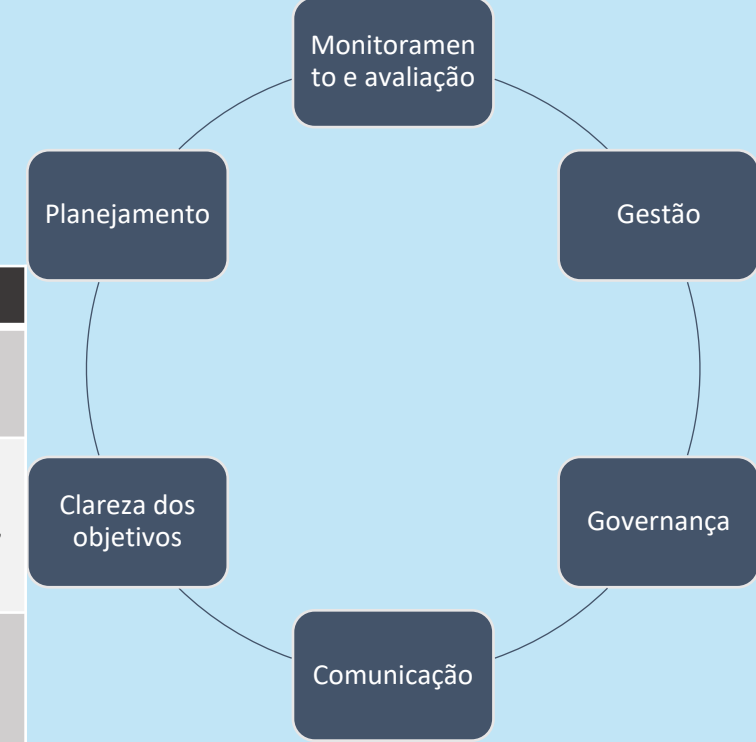 Monitoramen
to e avaliação
Planejamento
Gestão
Clareza dos
objetivos
Governança
Comunicação